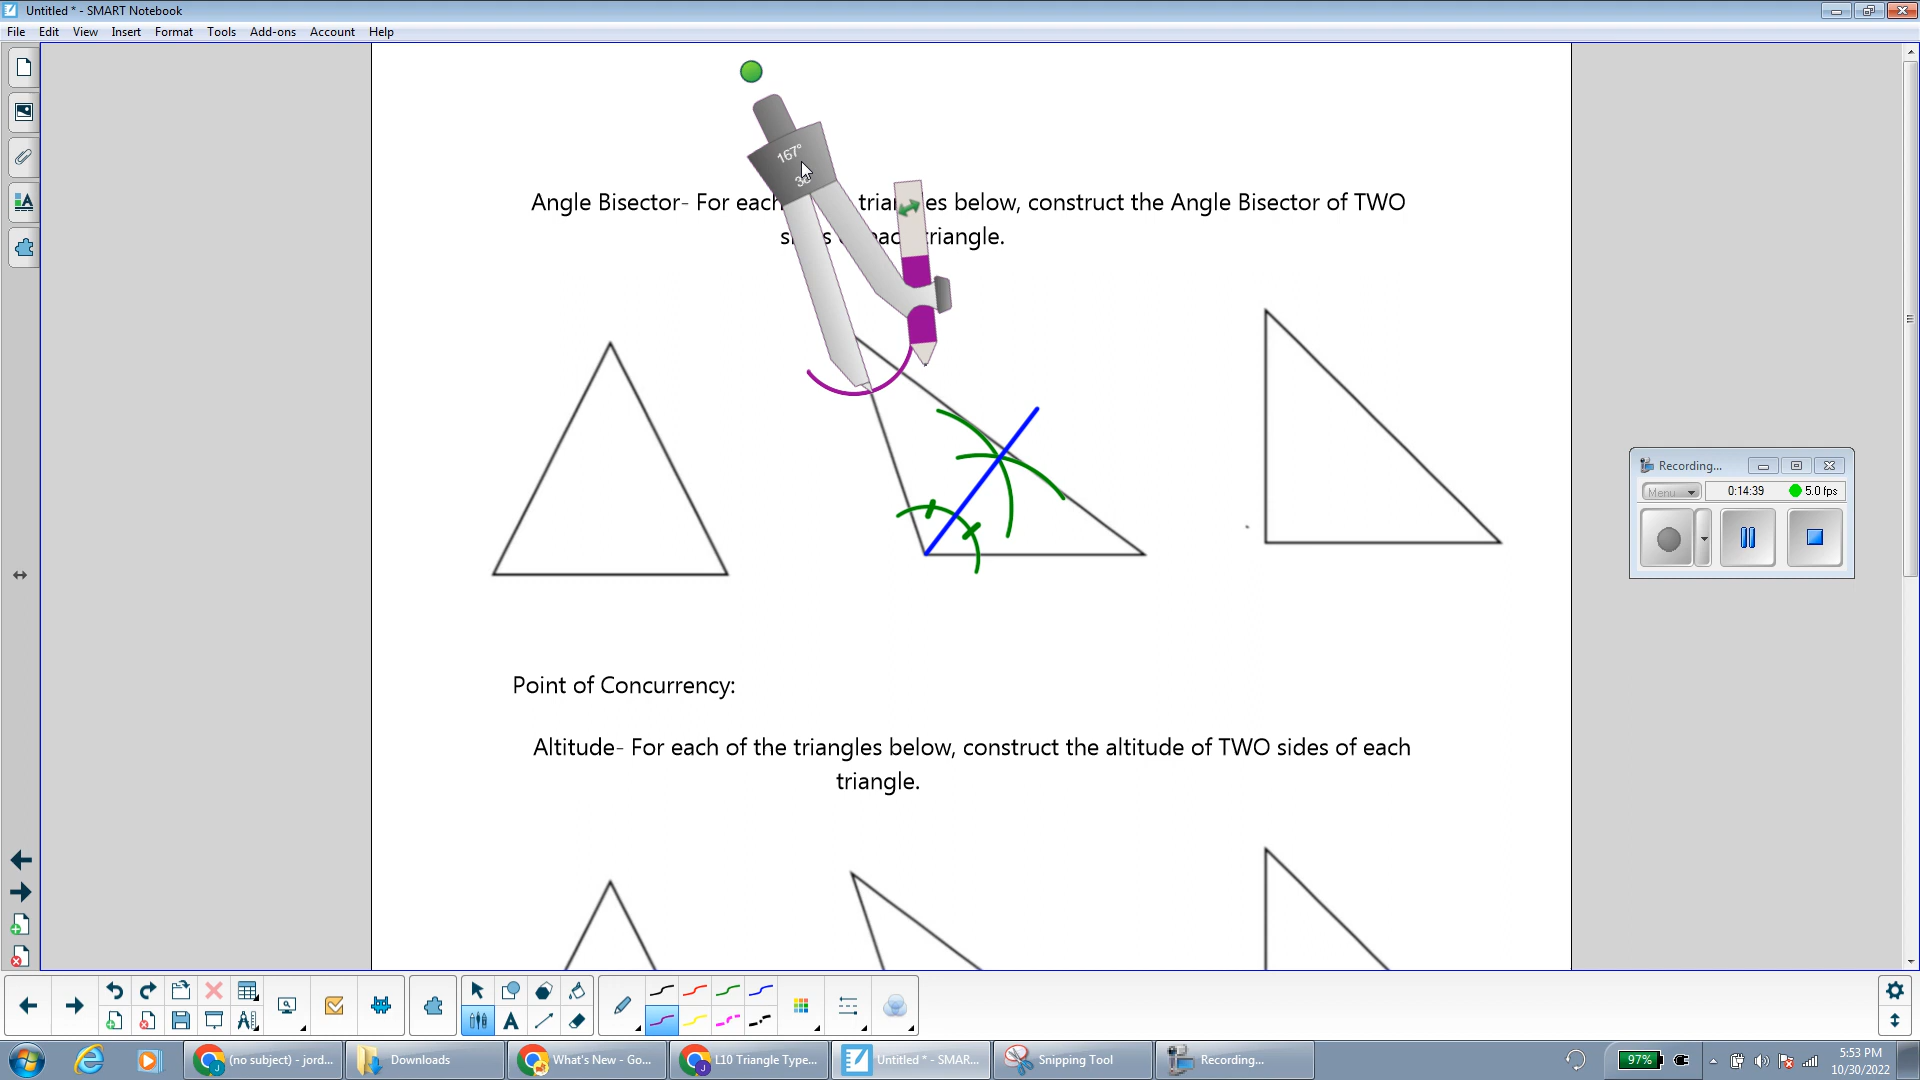 Untitled * - SMART Notebook
File Edit View Insert Format Tools Add-ons Account Help
167°
Angle Bisector- For each triangles below, construct the Angle Bisector of TWO
triangle.
Recording...
Menu 0:14:39 5.0 fps
Point of Concurrency:
Altitude- For each of the triangles below, construct the altitude of TWO sides of each
triangle.
A
(no subject) - jord... Downloads What's New - Go... L10 Triangle Type... Untitled * - SMAR... Snipping Tool Recording... 97% 5:53 PM
10/30/2022